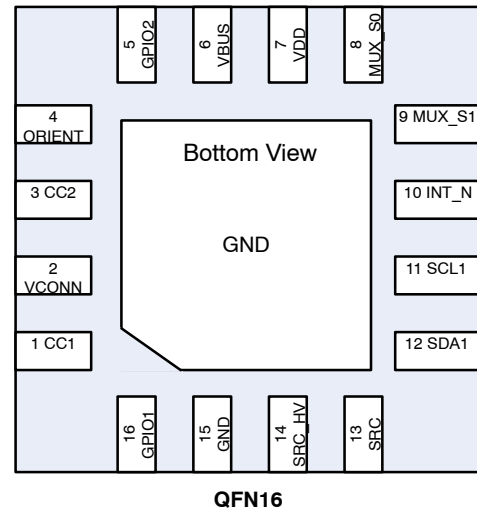 5
GPIO2
6
VBUS
7
VDD
8
MUX_S0
4
ORIENT
9 MUX_S1
Bottom View
3 CC2
10 INT_N
GND
2
VCONN
11 SCL1
1 CC1
12 SDA1
16
GPIO1
15
GND
14
SRC_HV
13
SRC
QFN16